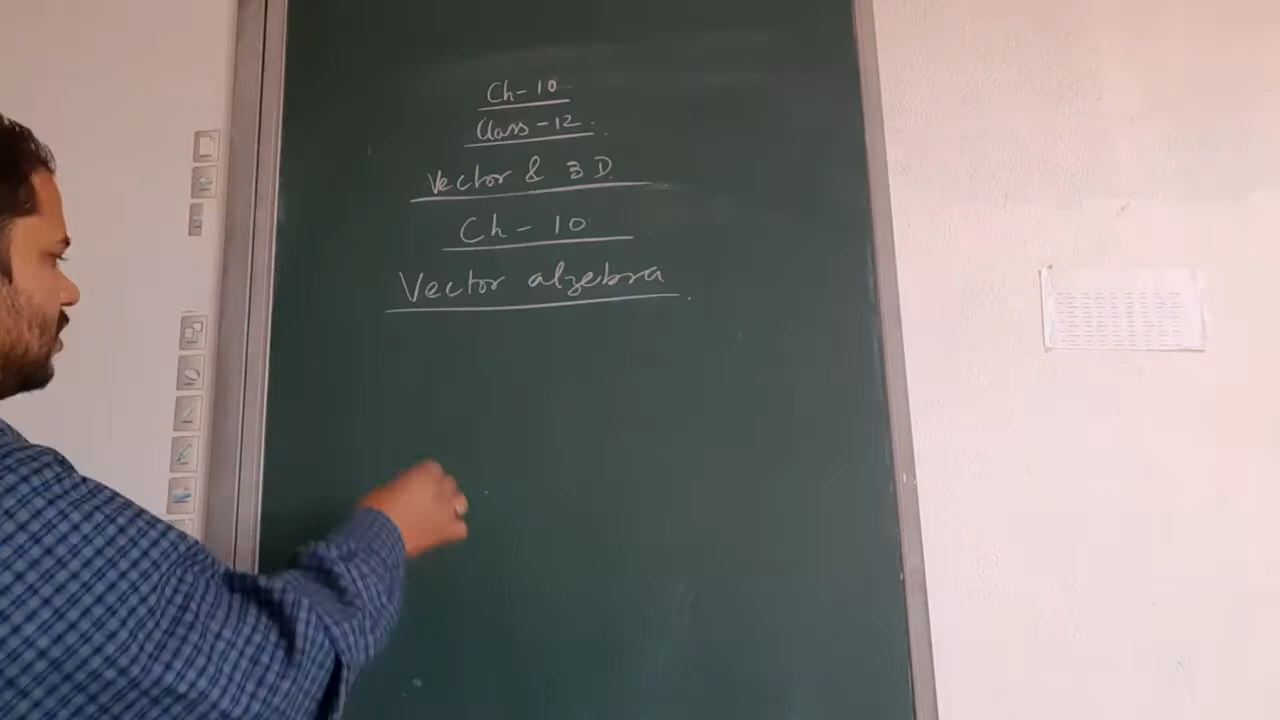 Ch-10
Class-12.
Vector & 3D.
Ch-10
Vector algebra.